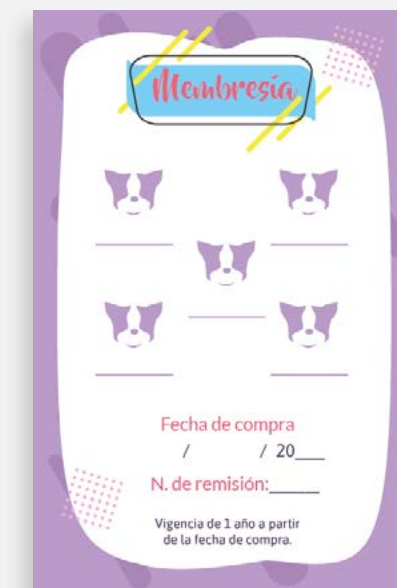 Membresía
Fecha de compra
/ / 20___
N. de remisión:______
Vigencia de 1 año a partir
de la fecha de compra.